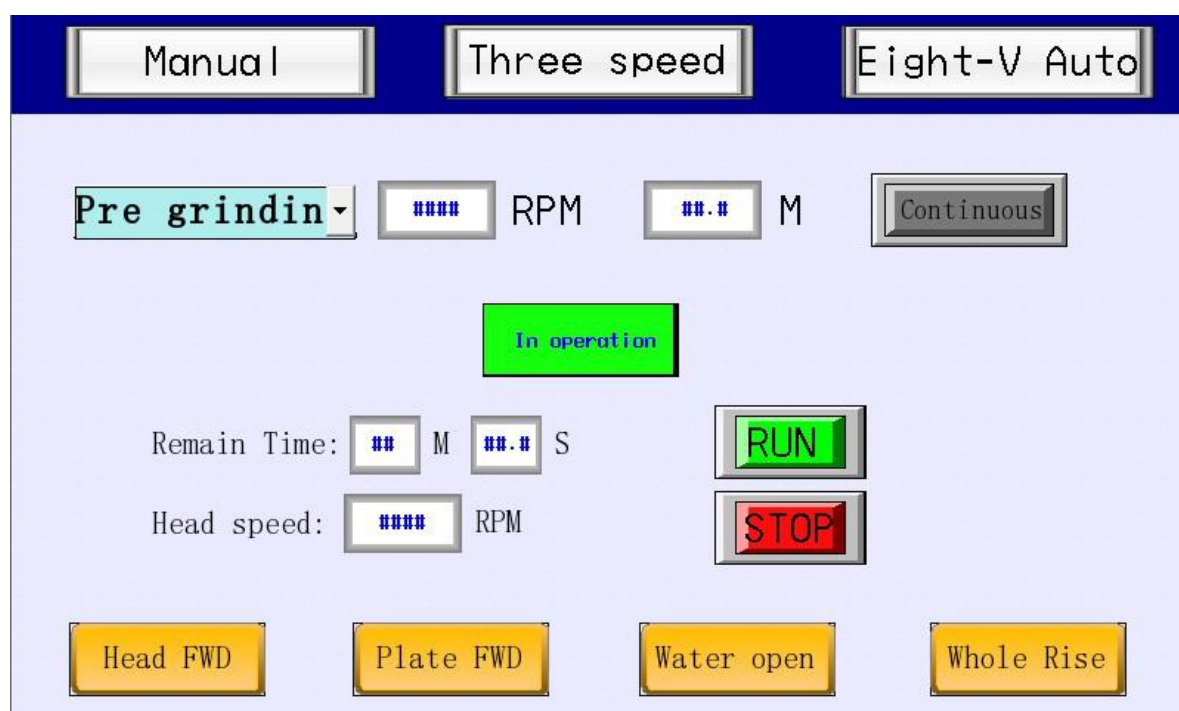 Manual Three speed Eight-V Auto
Pre grindin #### RPM ##.# M Continuous
In operation
Remain Time: ## M ##.# S RUN
Head speed: #### RPM STOP
Head FWD Plate FWD Water open Whole Rise